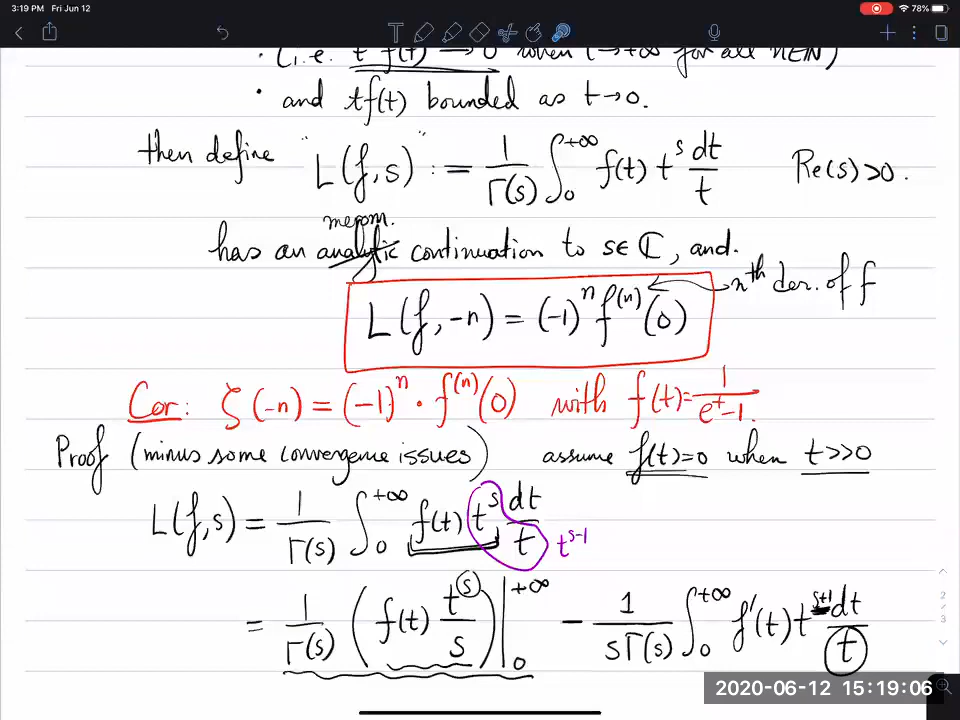 3:19 PM Fri Jun 12
78%
(i.e. tⁿ f(t) → 0 when t→+∞ for all n∈ℕ)
• and t f(t) bounded as t→0.
then define "L(f,s)" := 1/Γ(s) ∫₀^{+∞} f(t) t^s dt/t Re(s)>0.
merom.
has an analytic continuation to s∈ℂ, and.
L(f,-n) = (-1)^n f^{(n)}(0) nth der. of f
Cor: ζ(-n) = (-1)^n · f^{(n)}(0) with f(t)= 1/(e^t-1).
Proof (minus some convergence issues) assume f(t)=0 when t>>0
L(f,s) = 1/Γ(s) ∫₀^{+∞} f(t) t^s dt/t t^{s-1}
= 1/Γ(s) (f(t) t^s/s)|₀^{+∞} - 1/(sΓ(s)) ∫₀^{+∞} f'(t) t^{s+1} dt/t
2
3
2020-06-12 15:19:06